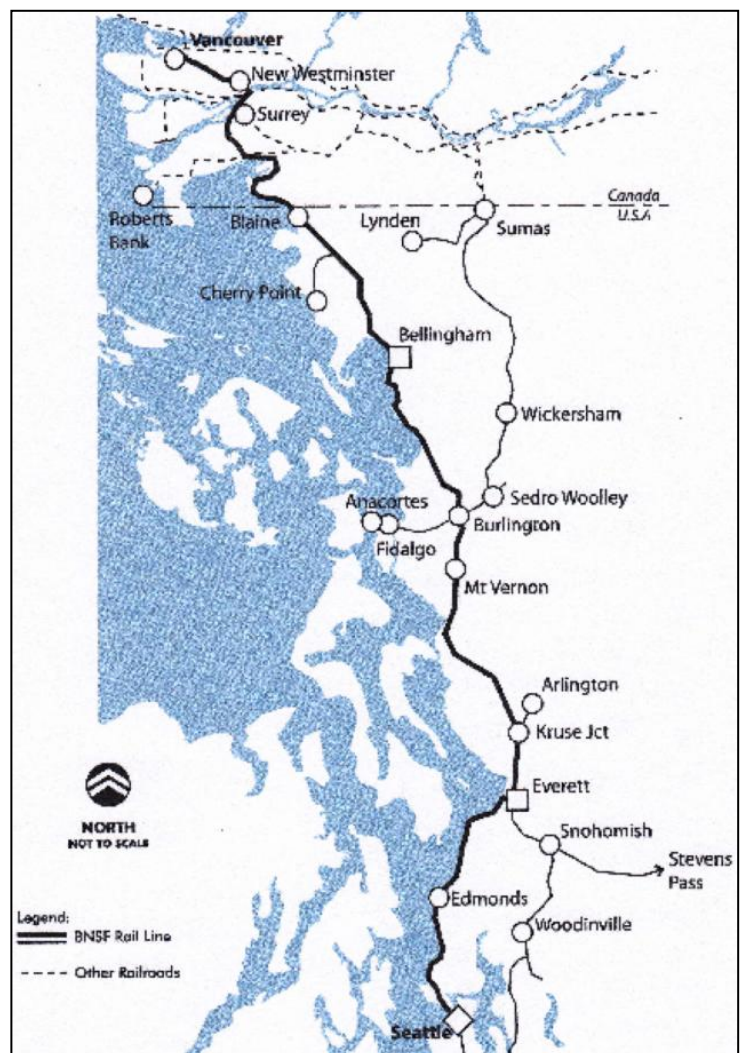 Vancouver
New Westminster
Surrey
Canada
U.S.A
Roberts
Bank
Blaine
Lynden
Sumas
Cherry Point
Bellingham
Wickersham
Sedro Woolley
Anacortes
Burlington
Fidalgo
Mt Vernon
Arlington
Kruse Jct
Everett
NORTH
NOT TO SCALE
Snohomish
Stevens
Pass
Edmonds
Woodinville
Legend:
BNSF Rail Line
Other Railroads
Seattle